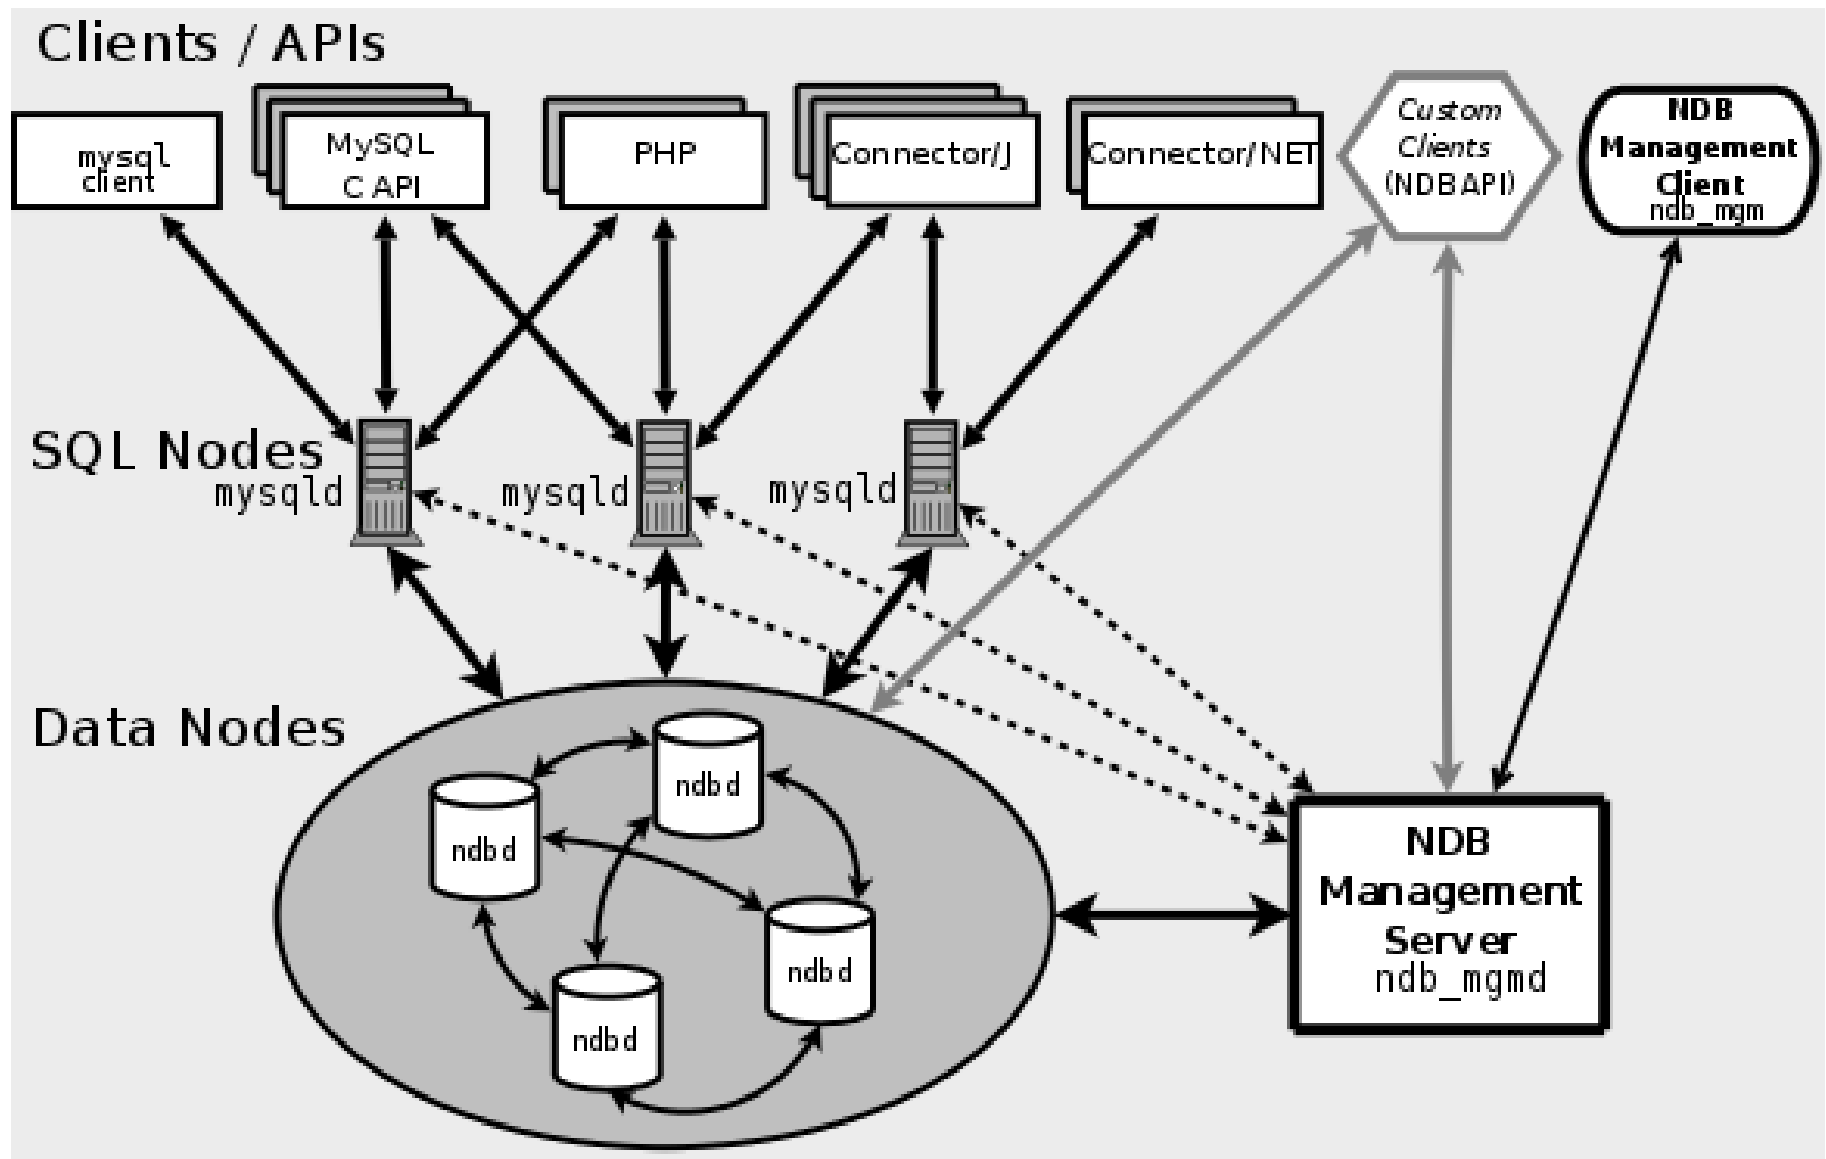 Clients / APIs
mysql
client
MySQL
C API
PHP
Connector/J
Connector/NET
Custom
Clients
(NDBAPI)
NDB
Management
Client
ndb_mgm
SQL Nodes
mysqld
mysqld
mysqld
Data Nodes
ndbd
ndbd
ndbd
ndbd
NDB
Management
Server
ndb_mgmd